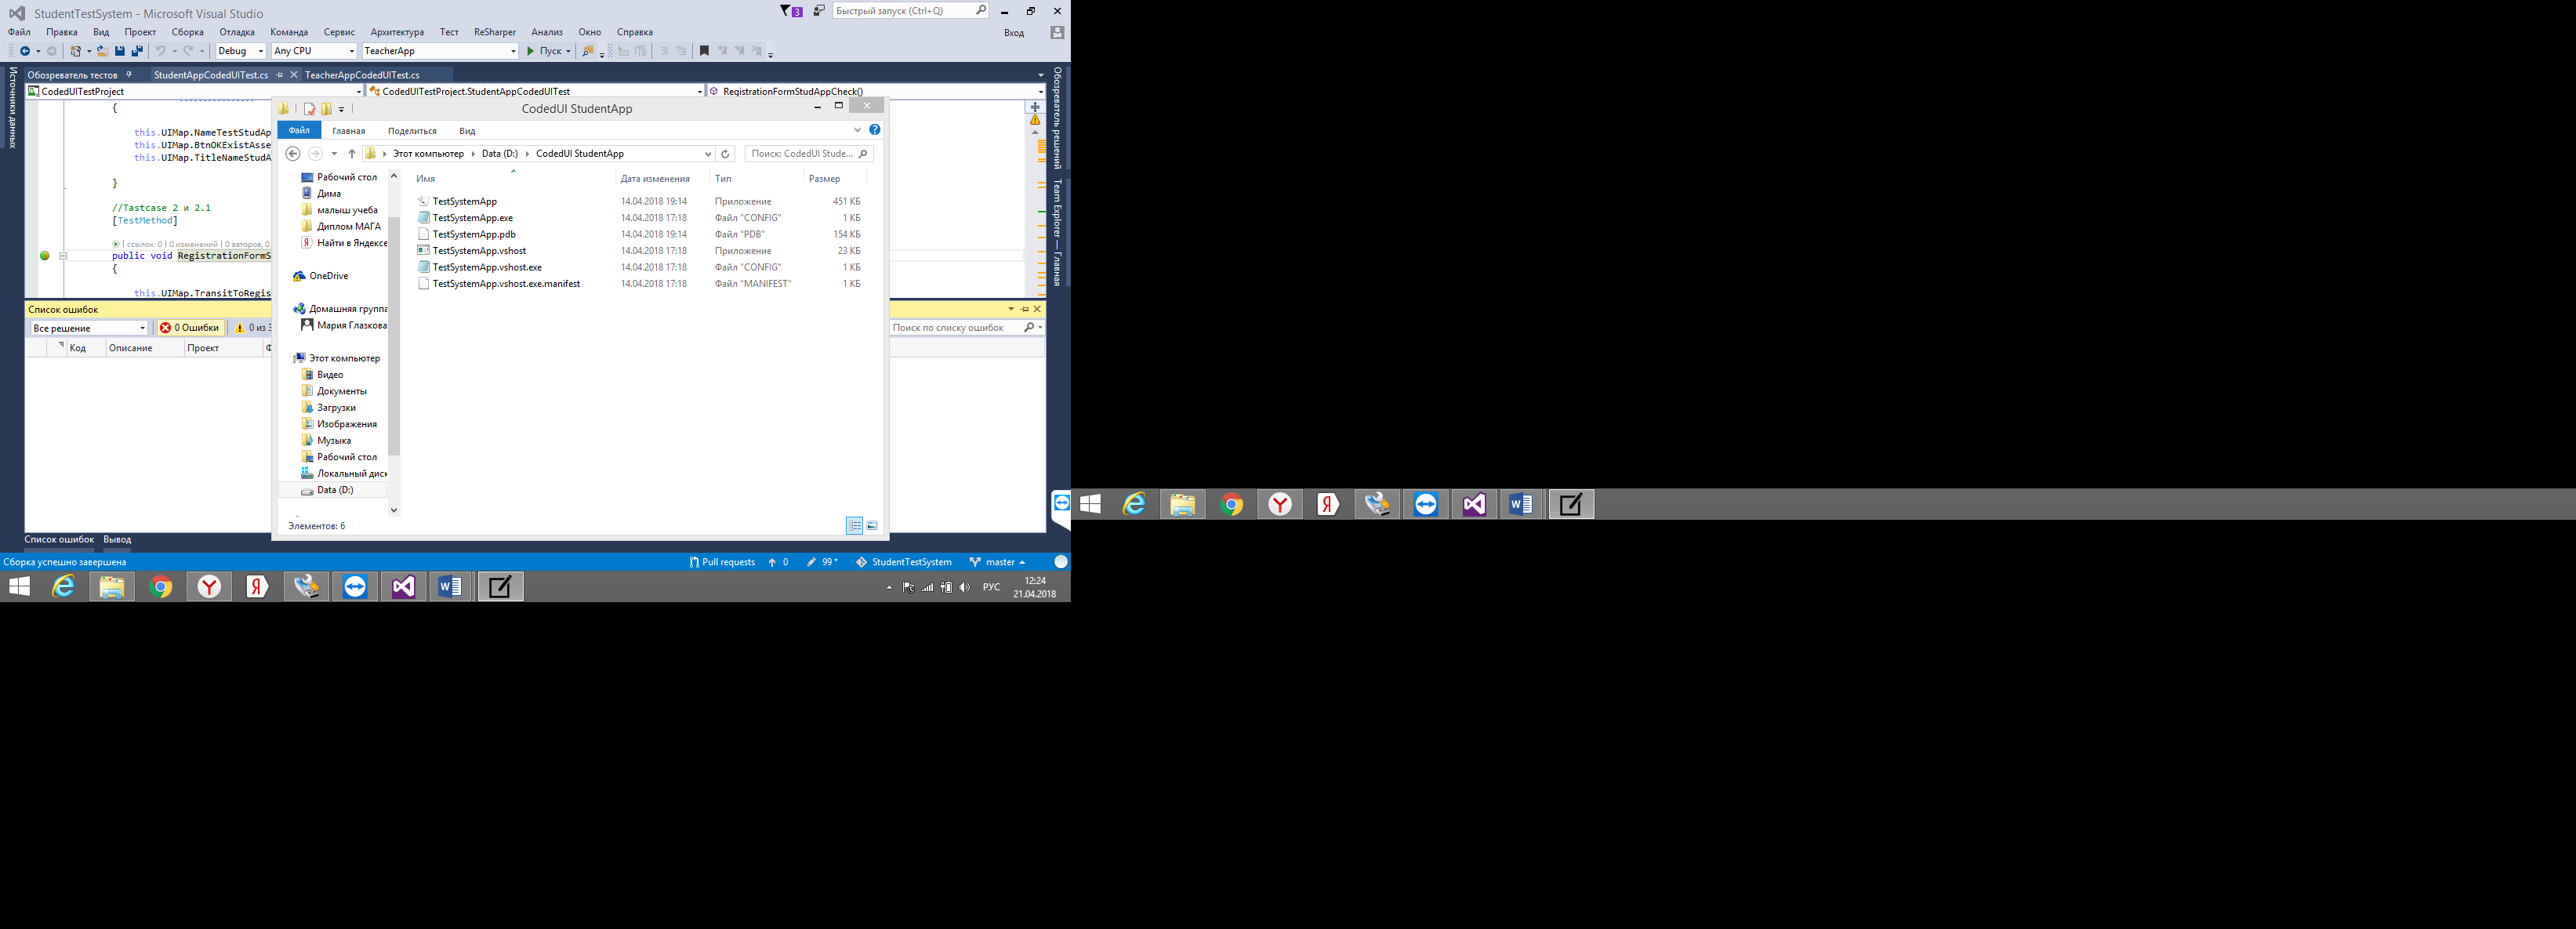 StudentTestSystem - Microsoft Visual Studio
3
Быстрый запуск (Ctrl+Q)
Файл Правка Вид Проект Сборка Отладка Команда Сервис Архитектура Тест ReSharper Анализ Окно Справка
Вход
Debug Any CPU TeacherApp Пуск
Источники данных
Обозреватель тестов StudentAppCodedUITest.cs TeacherAppCodedUITest.cs
CodedUITestProject CodedUITestProject.StudentAppCodedUITest RegistrationFormStudAppCheck()
{
this.UIMap.NameTestStudAp
this.UIMap.BtnOKExistAsse
this.UIMap.TitleNameStudA
}
//Tastcase 2 и 2.1
[TestMethod]
ссылок: 0 | 0 изменений | 0 авторов, 0
public void RegistrationFormS
{
this.UIMap.TransitToRegis
Обозреватель решений
Team Explorer — Главная
CodedUI StudentApp
Файл Главная Поделиться Вид
Этот компьютер Data (D:) CodedUI StudentApp
Поиск: CodedUI Stude...
Рабочий стол
Дима
малыш учеба
Диплом МАГА
Найти в Яндексе
OneDrive
Домашняя группа
Мария Глазкова
Этот компьютер
Видео
Документы
Загрузки
Изображения
Музыка
Рабочий стол
Локальный диск
Data (D:)
Имя Дата изменения Тип Размер
TestSystemApp 14.04.2018 19:14 Приложение 451 КБ
TestSystemApp.exe 14.04.2018 17:18 Файл "CONFIG" 1 КБ
TestSystemApp.pdb 14.04.2018 19:14 Файл "PDB" 154 КБ
TestSystemApp.vshost 14.04.2018 17:18 Приложение 23 КБ
TestSystemApp.vshost.exe 14.04.2018 17:18 Файл "CONFIG" 1 КБ
TestSystemApp.vshost.exe.manifest 14.04.2018 17:18 Файл "MANIFEST" 1 КБ
Элементов: 6
Список ошибок
Все решение 0 Ошибки 0 из 3
Поиск по списку ошибок
Код Описание Проект Ф
Список ошибок Вывод
Сборка успешно завершена
Pull requests 0 99* StudentTestSystem master
РУС
12:24
21.04.2018